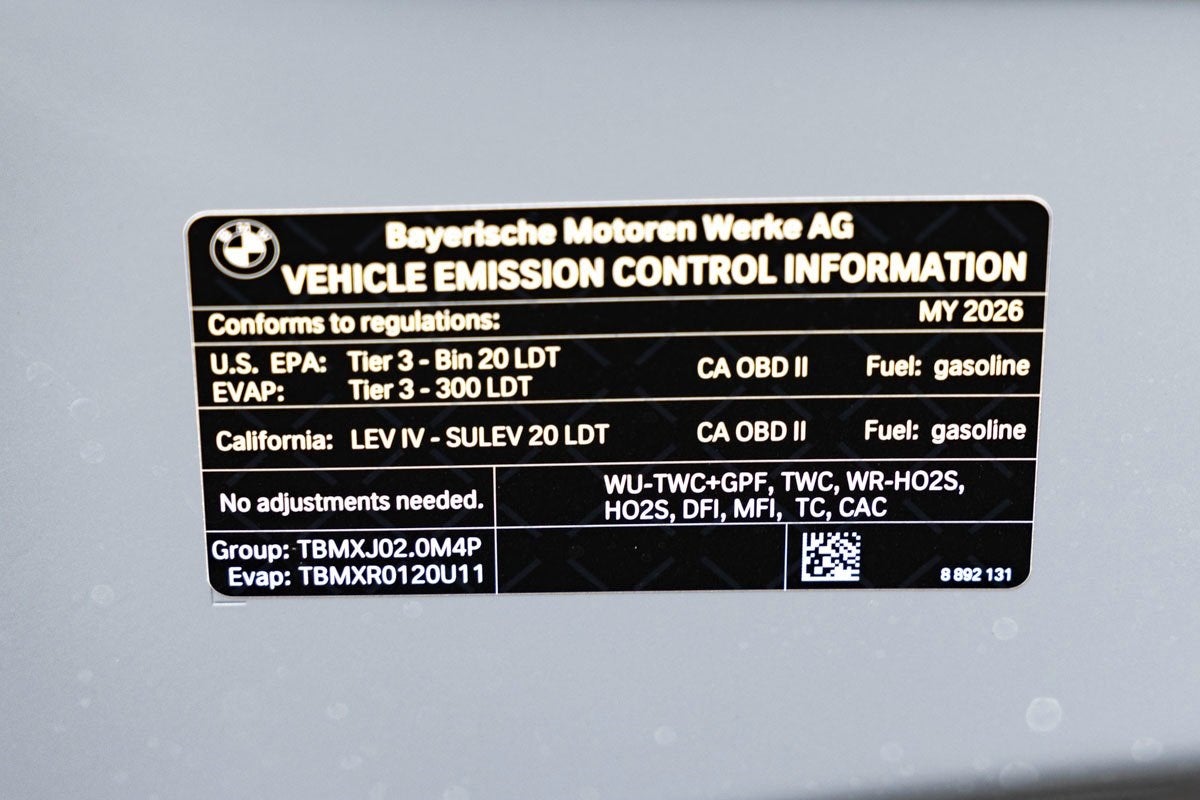 BMW
Bayerische Motoren Werke AG
VEHICLE EMISSION CONTROL INFORMATION
Conforms to regulations: MY 2026
U.S. EPA: Tier 3 - Bin 20 LDT CA OBD II Fuel: gasoline
EVAP: Tier 3 - 300 LDT
California: LEV IV - SULEV 20 LDT CA OBD II Fuel: gasoline
No adjustments needed.
WU-TWC+GPF, TWC, WR-HO2S,
HO2S, DFI, MFI, TC, CAC
Group: TBMXJ02.0M4P
Evap: TBMXR0120U11
8 892 131